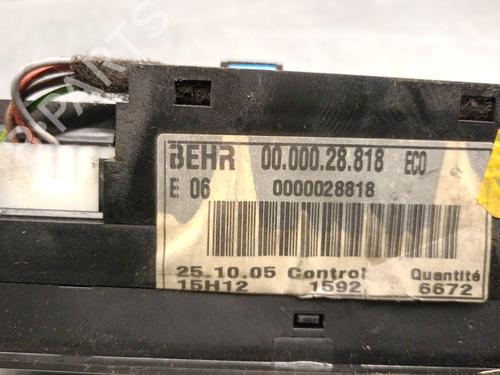 BEHR 00.000.28.818 ECO
E 06 0000028818
25.10.05 Control Quantité
15H12 1592 6672